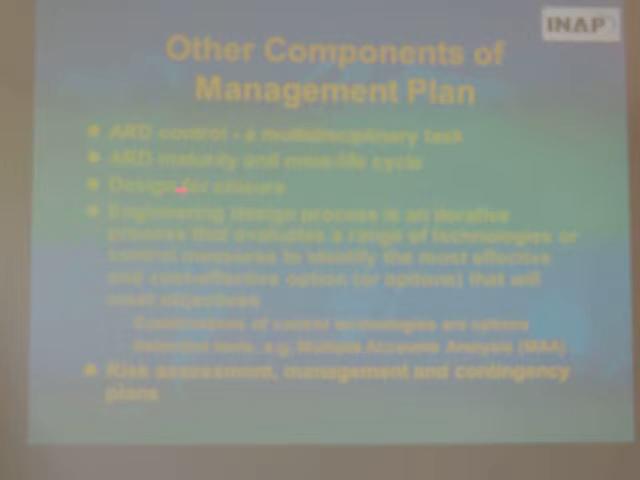 INAP
Other Components of
Management Plan
ARD control - a multidisciplinary task
ARD maturity and mine life cycle
Design for closure
Engineering design process is an iterative
process that evaluates a range of technologies or
control measures to identify the most effective
and cost-effective option (or options) that will
meet objectives
Combinations of control technologies are options
Selection tools, e.g. Multiple Accounts Analysis (MAA)
Risk assessment, management and contingency
plans